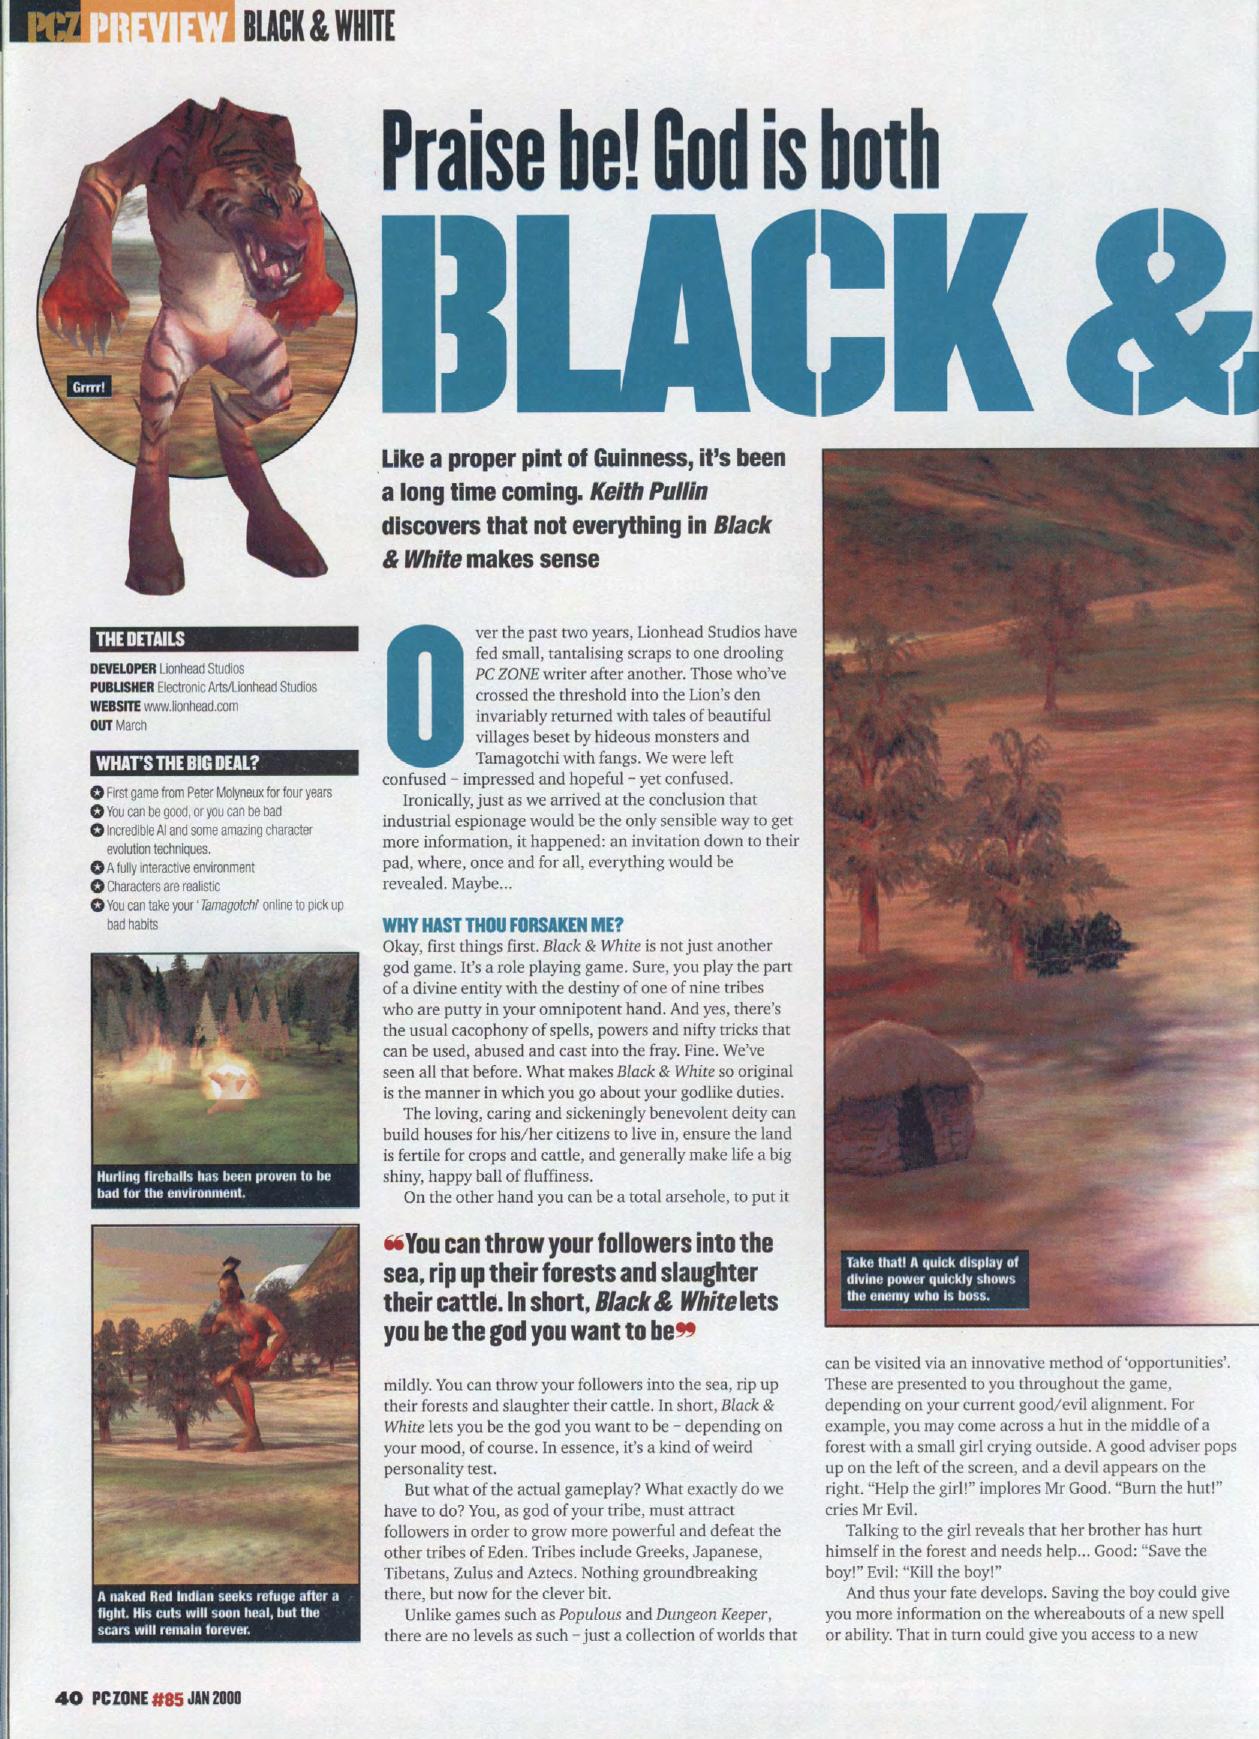 PCZ PREVIEW BLACK & WHITE
Grrrr!
Praise be! God is both
BLACK &
Like a proper pint of Guinness, it's been
a long time coming. Keith Pullin
discovers that not everything in Black
& White makes sense
THE DETAILS
DEVELOPER Lionhead Studios
PUBLISHER Electronic Arts/Lionhead Studios
WEBSITE www.lionhead.com
OUT March
WHAT'S THE BIG DEAL?
First game from Peter Molyneux for four years
You can be good, or you can be bad
Incredible AI and some amazing character
evolution techniques.
A fully interactive environment
Characters are realistic
You can take your 'Tamagotchi' online to pick up
bad habits
Hurling fireballs has been proven to be
bad for the environment.
A naked Red Indian seeks refuge after a
fight. His cuts will soon heal, but the
scars will remain forever.
Over the past two years, Lionhead Studios have
fed small, tantalising scraps to one drooling
PC ZONE writer after another. Those who've
crossed the threshold into the Lion's den
invariably returned with tales of beautiful
villages beset by hideous monsters and
Tamagotchi with fangs. We were left
confused – impressed and hopeful – yet confused.
Ironically, just as we arrived at the conclusion that
industrial espionage would be the only sensible way to get
more information, it happened: an invitation down to their
pad, where, once and for all, everything would be
revealed. Maybe...
WHY HAST THOU FORSAKEN ME?
Okay, first things first. Black & White is not just another
god game. It's a role playing game. Sure, you play the part
of a divine entity with the destiny of one of nine tribes
who are putty in your omnipotent hand. And yes, there's
the usual cacophony of spells, powers and nifty tricks that
can be used, abused and cast into the fray. Fine. We've
seen all that before. What makes Black & White so original
is the manner in which you go about your godlike duties.
The loving, caring and sickeningly benevolent deity can
build houses for his/her citizens to live in, ensure the land
is fertile for crops and cattle, and generally make life a big
shiny, happy ball of fluffiness.
On the other hand you can be a total arsehole, to put it
“You can throw your followers into the
sea, rip up their forests and slaughter
their cattle. In short, Black & White lets
you be the god you want to be”
mildly. You can throw your followers into the sea, rip up
their forests and slaughter their cattle. In short, Black &
White lets you be the god you want to be – depending on
your mood, of course. In essence, it's a kind of weird
personality test.
But what of the actual gameplay? What exactly do we
have to do? You, as god of your tribe, must attract
followers in order to grow more powerful and defeat the
other tribes of Eden. Tribes include Greeks, Japanese,
Tibetans, Zulus and Aztecs. Nothing groundbreaking
there, but now for the clever bit.
Unlike games such as Populous and Dungeon Keeper,
there are no levels as such – just a collection of worlds that
Take that! A quick display of
divine power quickly shows
the enemy who is boss.
can be visited via an innovative method of 'opportunities'.
These are presented to you throughout the game,
depending on your current good/evil alignment. For
example, you may come across a hut in the middle of a
forest with a small girl crying outside. A good adviser pops
up on the left of the screen, and a devil appears on the
right. “Help the girl!” implores Mr Good. “Burn the hut!”
cries Mr Evil.
Talking to the girl reveals that her brother has hurt
himself in the forest and needs help... Good: “Save the
boy!” Evil: “Kill the boy!”
And thus your fate develops. Saving the boy could give
you more information on the whereabouts of a new spell
or ability. That in turn could give you access to a new
40 PCZONE #85 JAN 2000